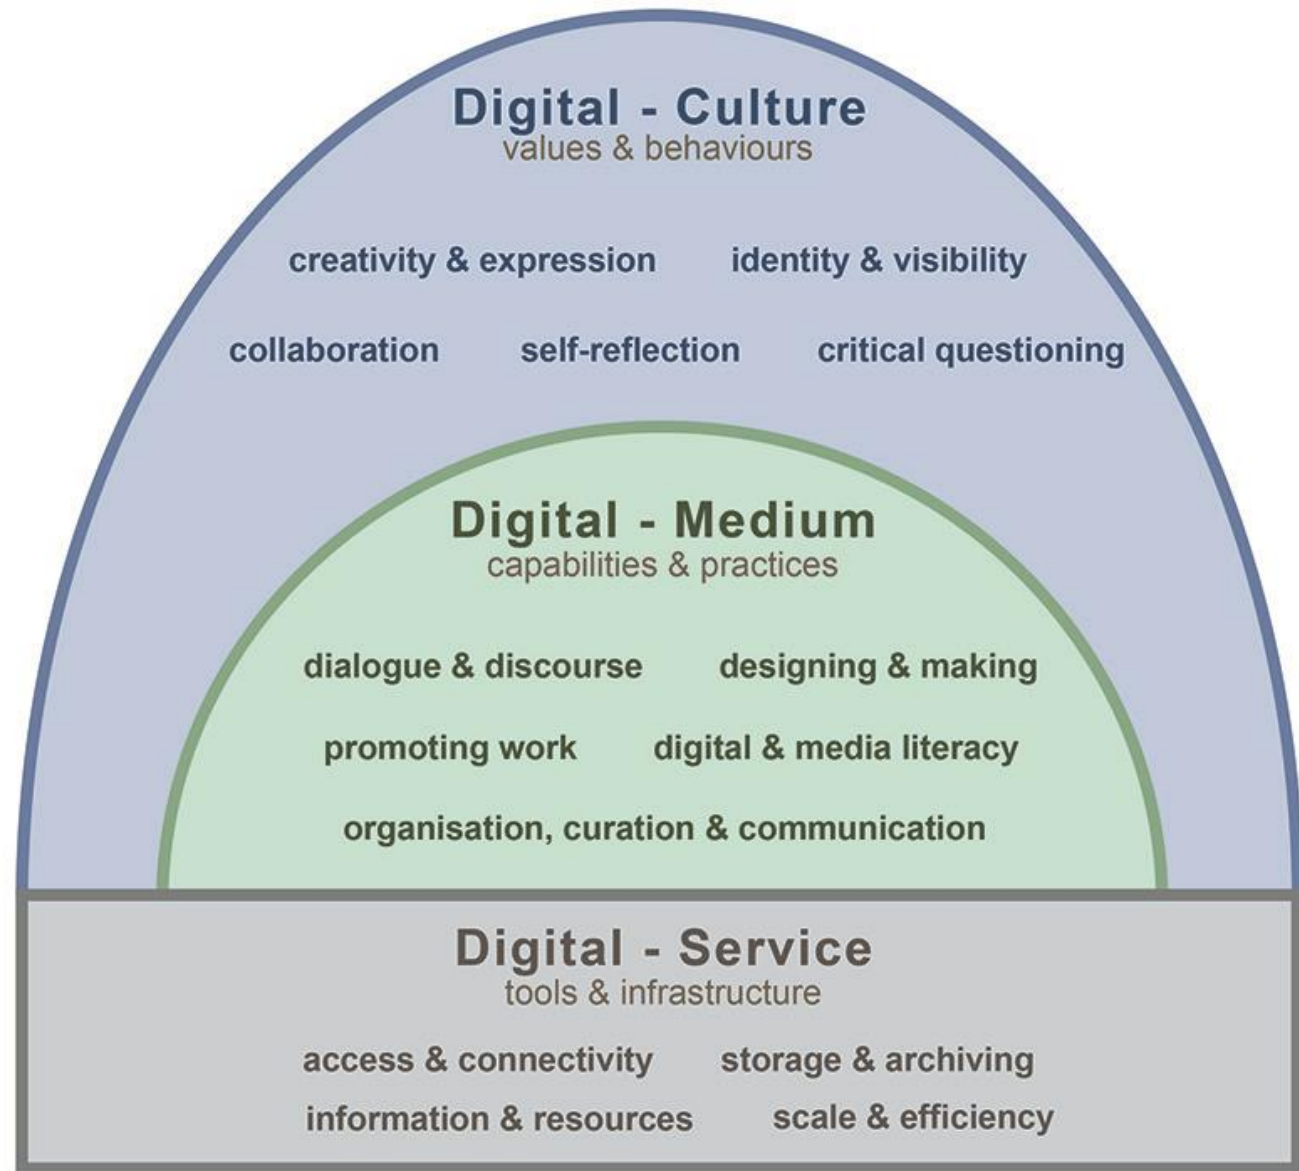 Digital - Culture
values & behaviours
creativity & expression identity & visibility
collaboration self-reflection critical questioning
Digital - Medium
capabilities & practices
dialogue & discourse designing & making
promoting work digital & media literacy
organisation, curation & communication
Digital - Service
tools & infrastructure
access & connectivity storage & archiving
information & resources scale & efficiency